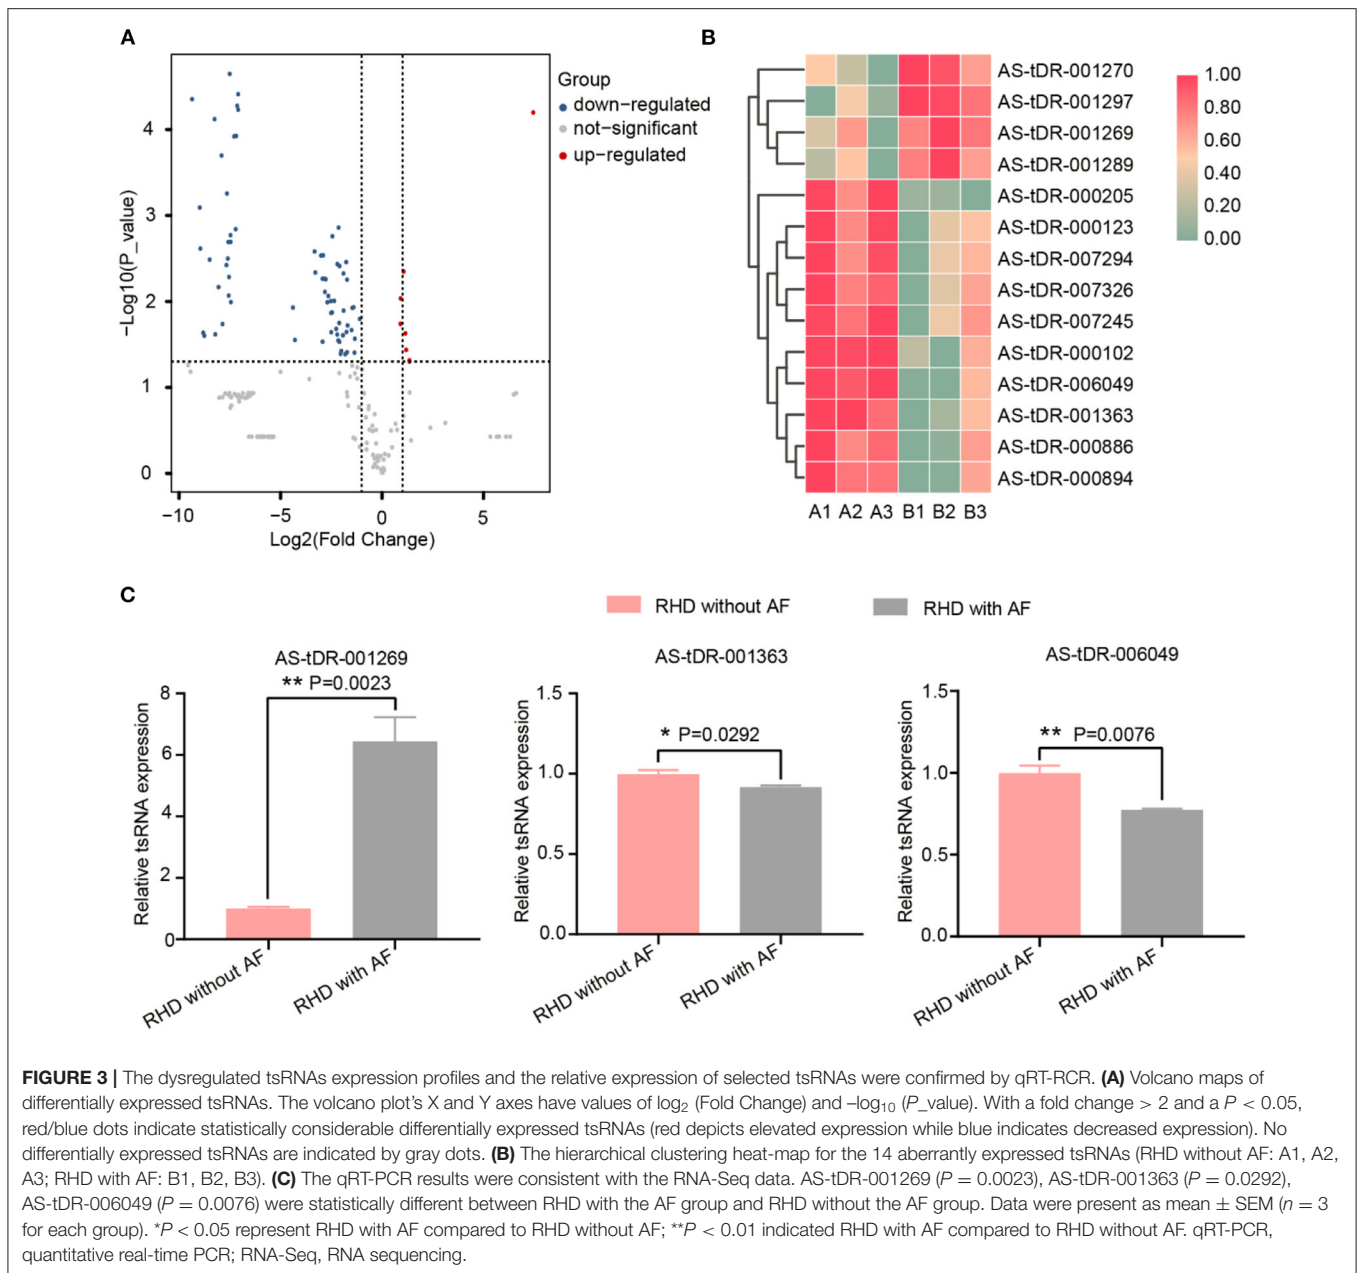 A
Group
down−regulated
not−significant
up−regulated
4
3
2
1
0
−Log10(P_value)
−10
−5
0
5
Log2(Fold Change)
B
AS-tDR-001270
AS-tDR-001297
AS-tDR-001269
AS-tDR-001289
AS-tDR-000205
AS-tDR-000123
AS-tDR-007294
AS-tDR-007326
AS-tDR-007245
AS-tDR-000102
AS-tDR-006049
AS-tDR-001363
AS-tDR-000886
AS-tDR-000894
A1 A2 A3 B1 B2 B3
1.00
0.80
0.60
0.40
0.20
0.00
C
RHD without AF
RHD with AF
AS-tDR-001269
** P=0.0023
8
6
4
2
0
Relative tsRNA expression
RHD without AF
RHD with AF
AS-tDR-001363
* P=0.0292
1.5
1.0
0.5
0.0
Relative tsRNA expression
RHD without AF
RHD with AF
AS-tDR-006049
** P=0.0076
1.5
1.0
0.5
0.0
Relative tsRNA expression
RHD without AF
RHD with AF
FIGURE 3 | The dysregulated tsRNAs expression profiles and the relative expression of selected tsRNAs were confirmed by qRT-RCR. (A) Volcano maps of
differentially expressed tsRNAs. The volcano plot's X and Y axes have values of log₂ (Fold Change) and –log₁₀ (P_value). With a fold change > 2 and a P < 0.05,
red/blue dots indicate statistically considerable differentially expressed tsRNAs (red depicts elevated expression while blue indicates decreased expression). No
differentially expressed tsRNAs are indicated by gray dots. (B) The hierarchical clustering heat-map for the 14 aberrantly expressed tsRNAs (RHD without AF: A1, A2,
A3; RHD with AF: B1, B2, B3). (C) The qRT-PCR results were consistent with the RNA-Seq data. AS-tDR-001269 (P = 0.0023), AS-tDR-001363 (P = 0.0292),
AS-tDR-006049 (P = 0.0076) were statistically different between RHD with the AF group and RHD without the AF group. Data were present as mean ± SEM (n = 3
for each group). *P < 0.05 represent RHD with AF compared to RHD without AF; **P < 0.01 indicated RHD with AF compared to RHD without AF. qRT-PCR,
quantitative real-time PCR; RNA-Seq, RNA sequencing.